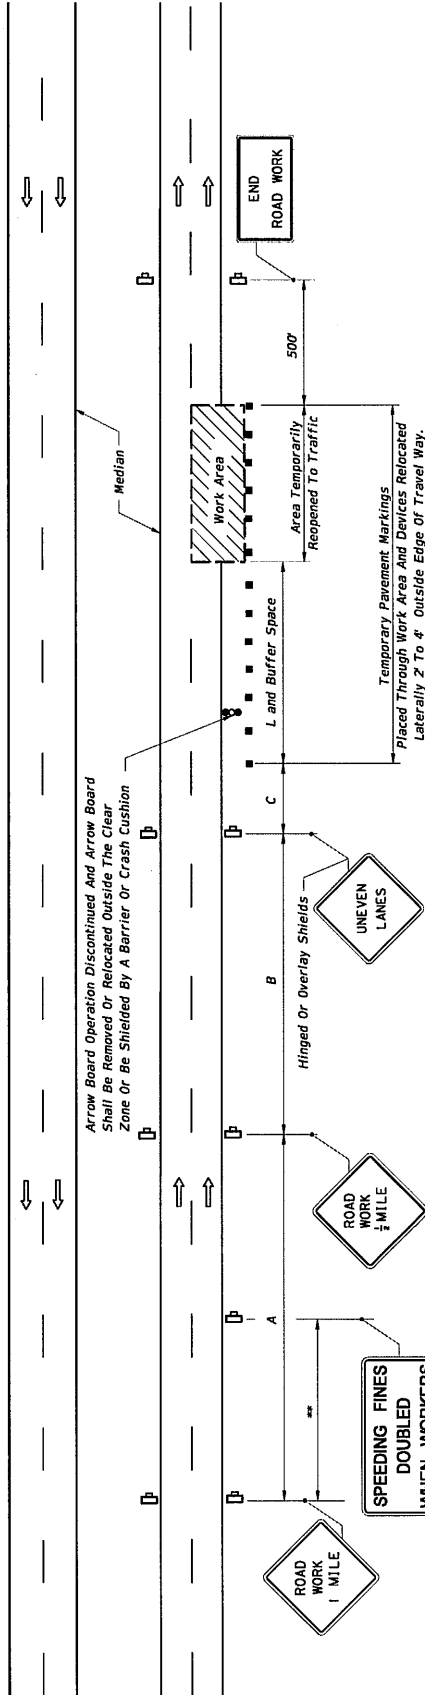 Median
END
ROAD WORK
500'
Work Area
Area Temporarily
Reopened To Traffic
Temporary Pavement Markings
Placed Through Work Area And Devices Relocated
Laterally 2' To 4' Outside Edge Of Travel Way.
L and Buffer Space
Arrow Board Operation Discontinued And Arrow Board
Shall Be Removed Or Relocated Outside The Clear
Zone Or Be Shielded By A Barrier Or Crash Cushion
C
B
Hinged Or Overlay Shields
UNEVEN
LANES
A
ROAD
WORK
1/2 MILE
**
SPEEDING FINES
DOUBLED
WHEN WORKERS
ROAD
WORK
1 MILE